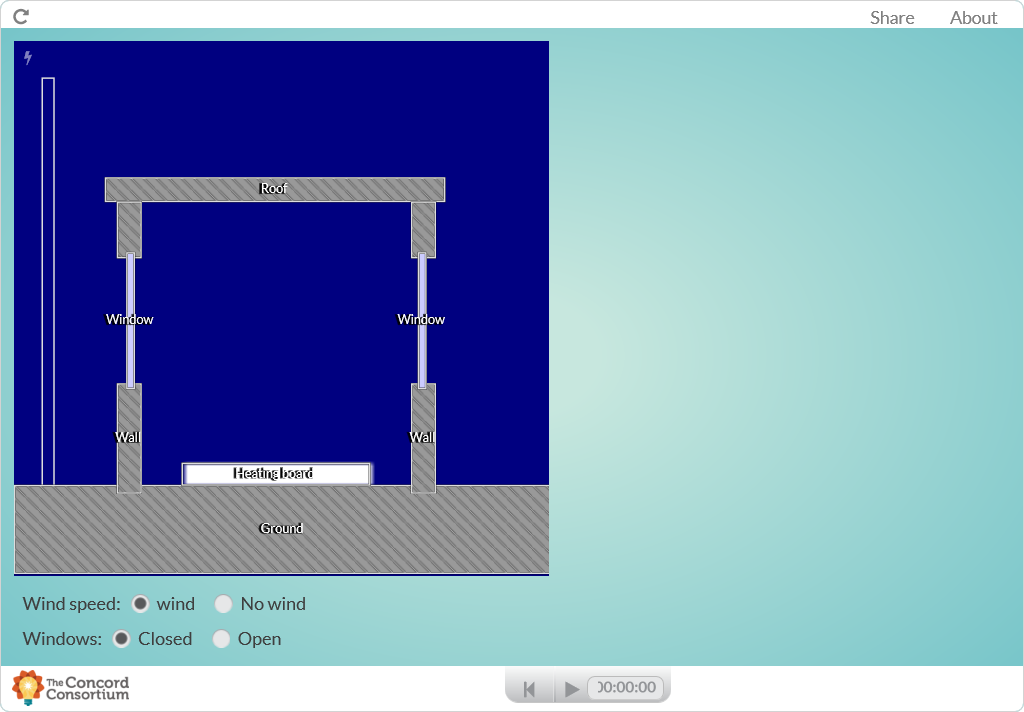 Share About
Roof
Window Window
Wall Wall
Heating board
Ground
Wind speed: wind No wind
Windows: Closed Open
The Concord
Consortium
00:00:00